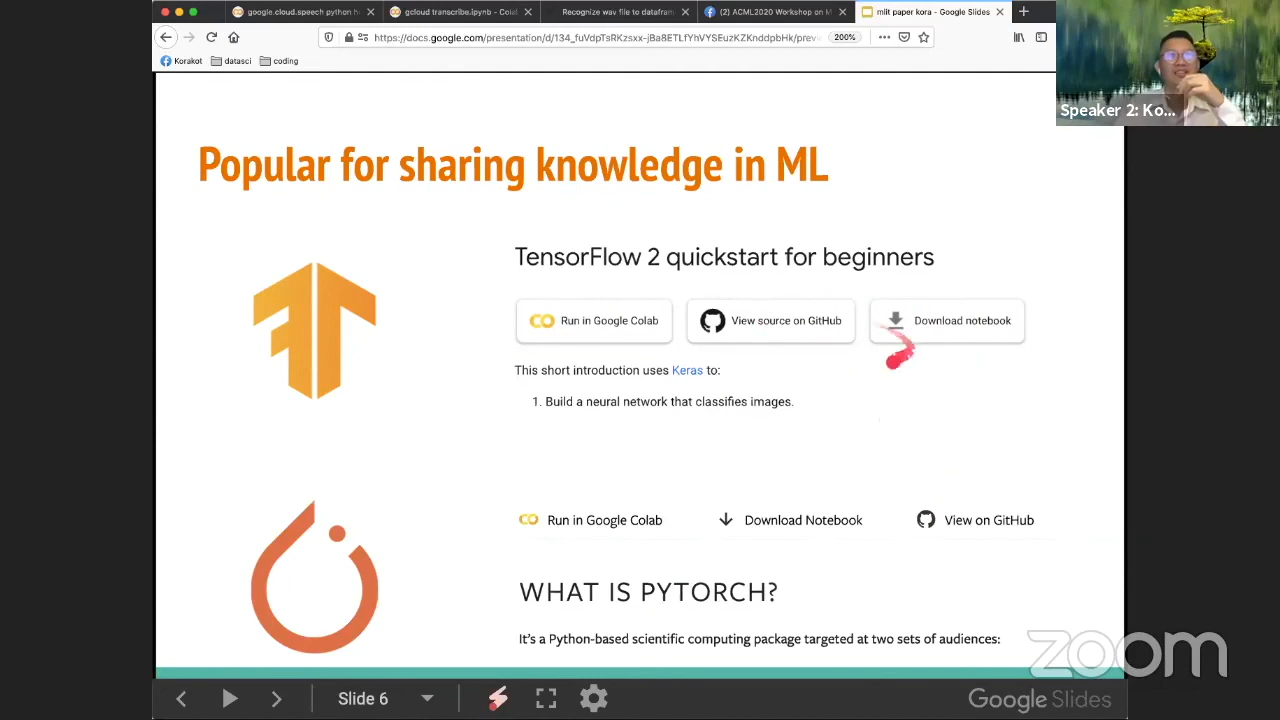 google.cloud.speech python h
gcloud transcribe.ipynb - Colab
Recognize wav file to datafram
(2) ACML2020 Workshop on M
mlit paper kora - Google Slides
https://docs.google.com/presentation/d/134_fuVdpTsRKzsxx-jBa8ETLfYhVYSEuzKZKnddpbHk/prev
200%
Korakot
datasci
coding
Speaker 2: Ko...
Popular for sharing knowledge in ML
TensorFlow 2 quickstart for beginners
Run in Google Colab
View source on GitHub
Download notebook
This short introduction uses Keras to:
1. Build a neural network that classifies images.
Run in Google Colab
Download Notebook
View on GitHub
WHAT IS PYTORCH?
It's a Python-based scientific computing package targeted at two sets of audiences:
zoom
Slide 6
Google Slides